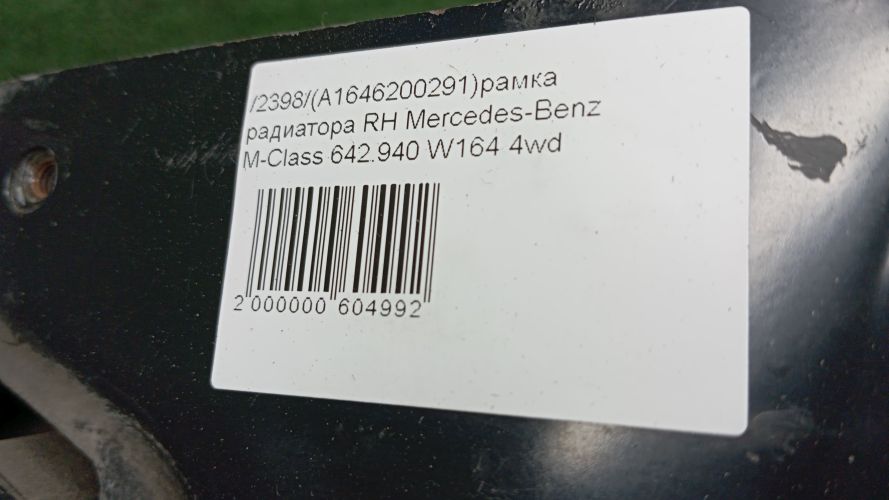 /2398/(A1646200291)рамка
радиатора RH Mercedes-Benz
M-Class 642.940 W164 4wd
2 000000 604992